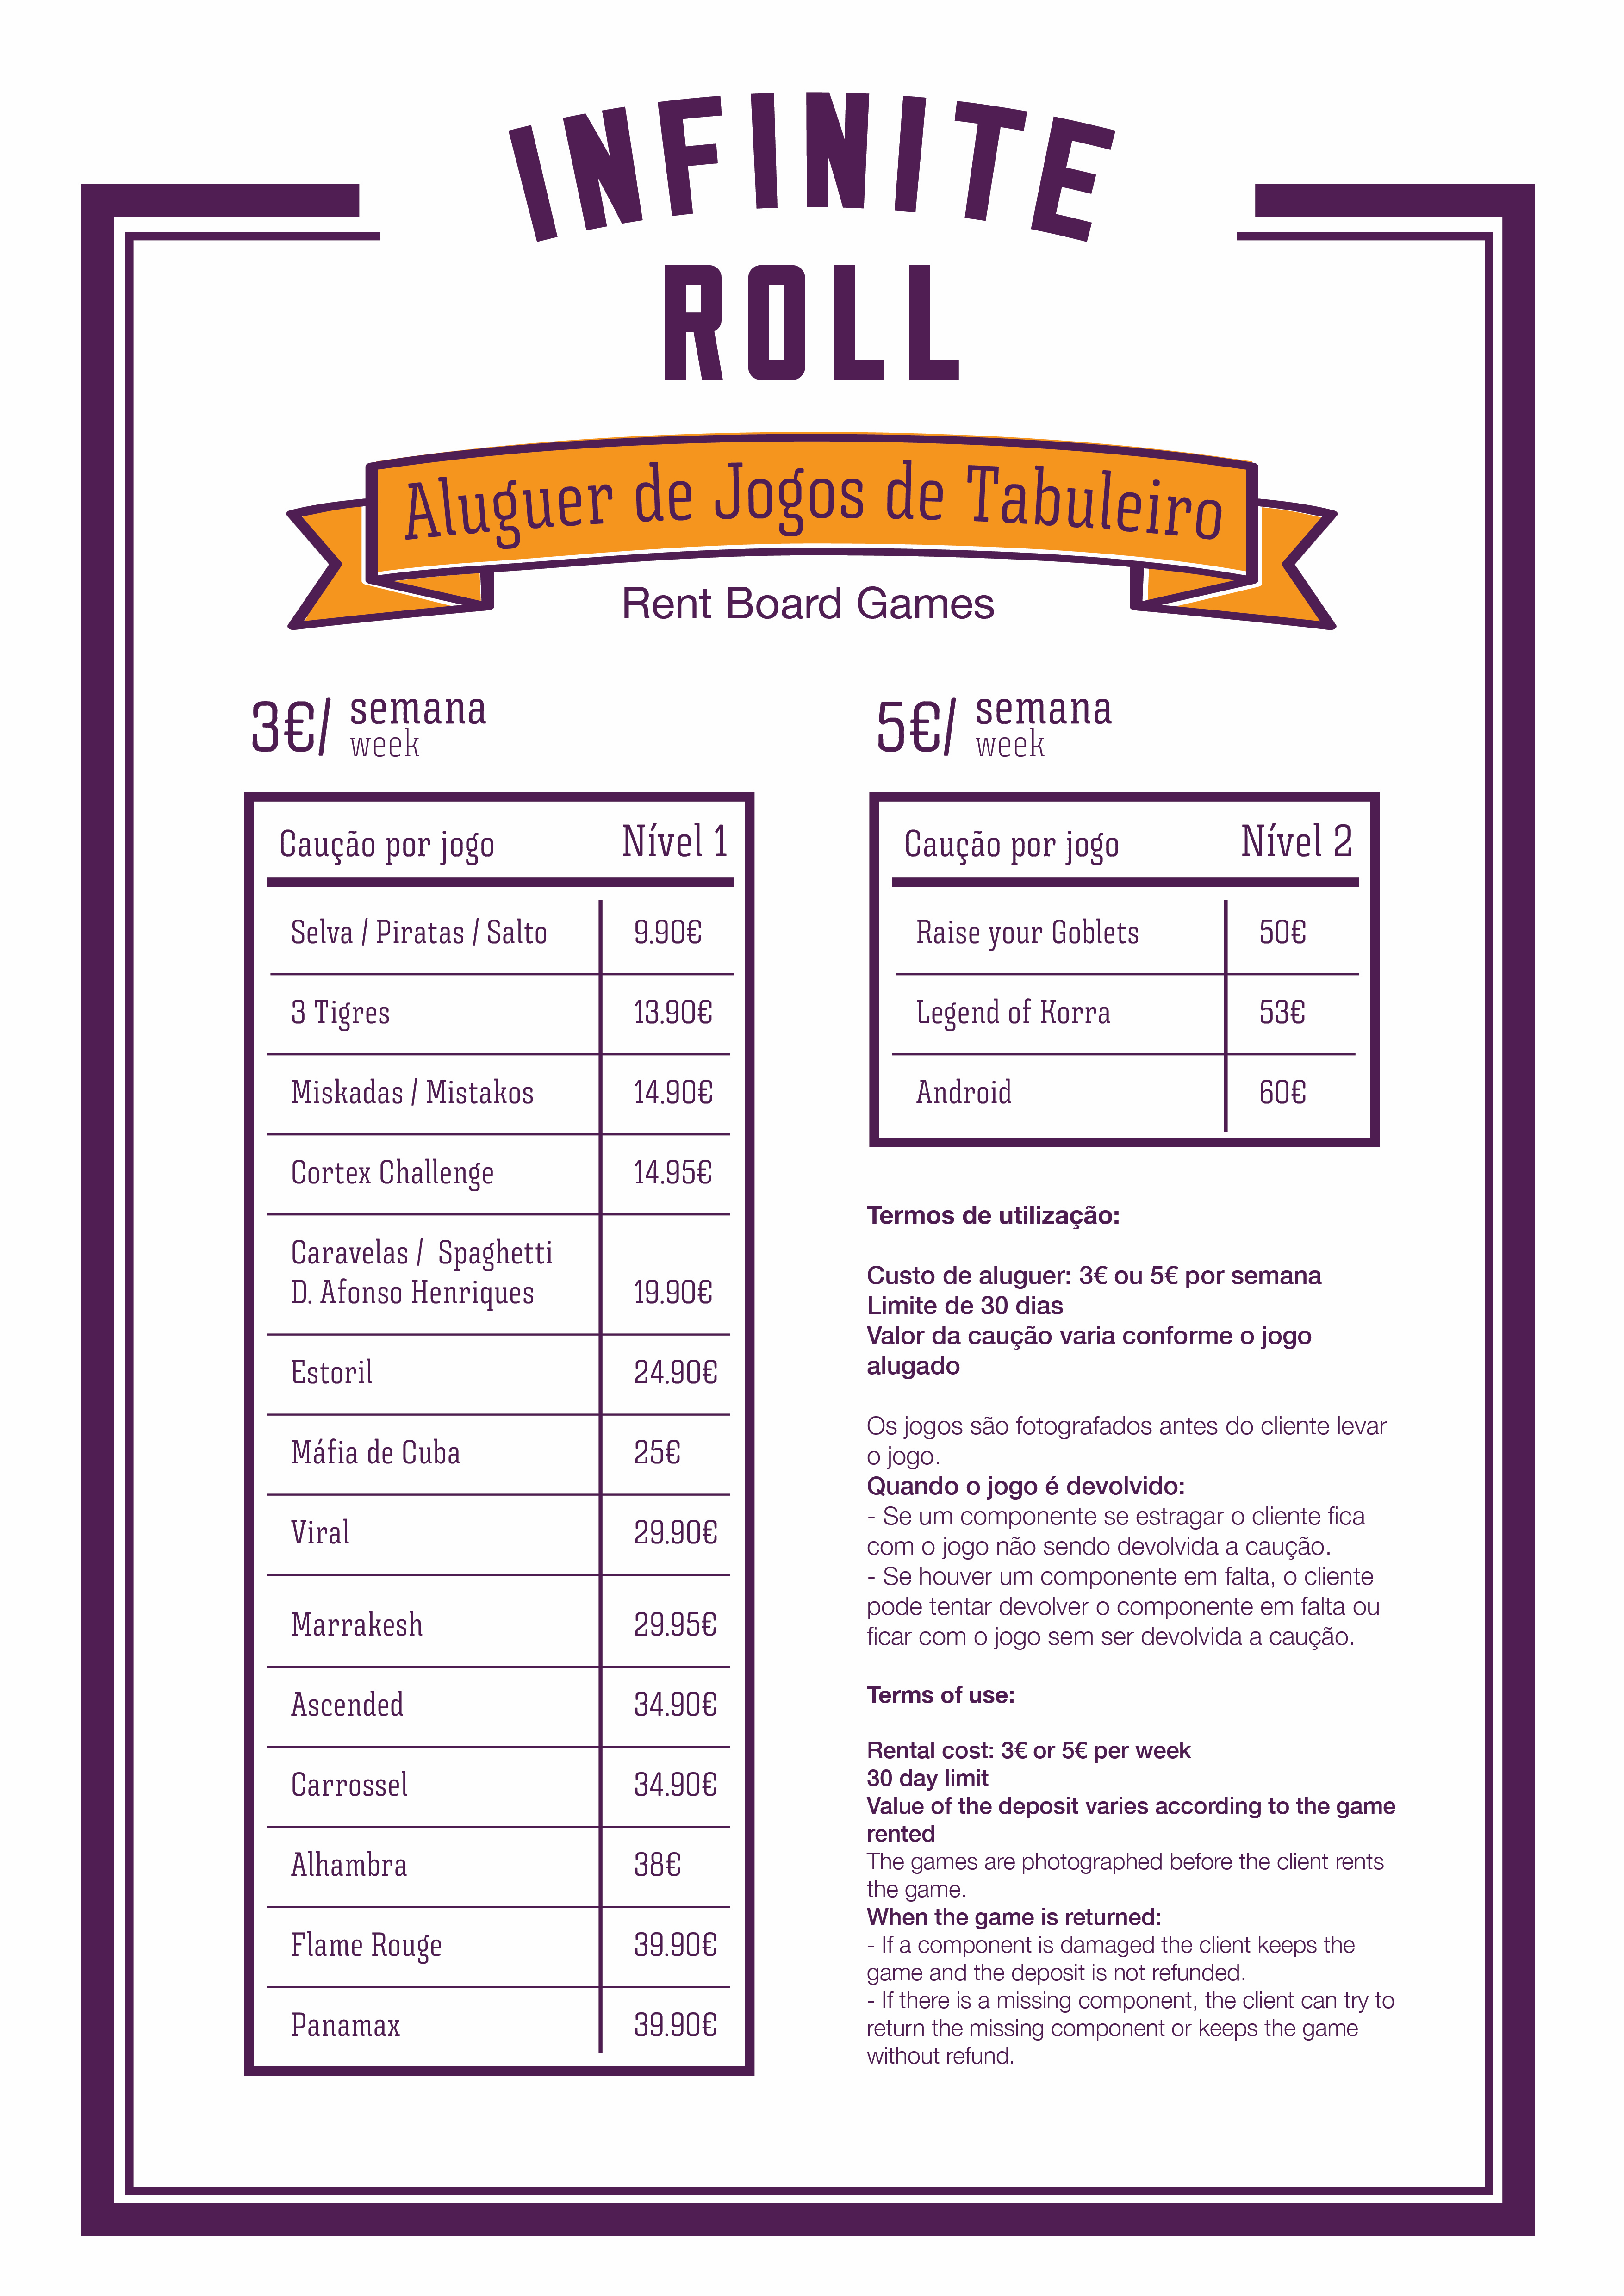 INFINITE
ROLL
Aluguer de Jogos de Tabuleiro
Rent Board Games
3€/ semana
week
Caução por jogo Nível 1
Selva / Piratas / Salto 9.90€
3 Tigres 13.90€
Miskadas / Mistakos 14.90€
Cortex Challenge 14.95€
Caravelas / Spaghetti
D. Afonso Henriques 19.90€
Estoril 24.90€
Máfia de Cuba 25€
Viral 29.90€
Marrakesh 29.95€
Ascended 34.90€
Carrossel 34.90€
Alhambra 38€
Flame Rouge 39.90€
Panamax 39.90€
5€/ semana
week
Caução por jogo Nível 2
Raise your Goblets 50€
Legend of Korra 53€
Android 60€
Termos de utilização:
Custo de aluguer: 3€ ou 5€ por semana
Limite de 30 dias
Valor da caução varia conforme o jogo
alugado
Os jogos são fotografados antes do cliente levar
o jogo.
Quando o jogo é devolvido:
- Se um componente se estragar o cliente fica
com o jogo não sendo devolvida a caução.
- Se houver um componente em falta, o cliente
pode tentar devolver o componente em falta ou
ficar com o jogo sem ser devolvida a caução.
Terms of use:
Rental cost: 3€ or 5€ per week
30 day limit
Value of the deposit varies according to the game
rented
The games are photographed before the client rents
the game.
When the game is returned:
- If a component is damaged the client keeps the
game and the deposit is not refunded.
- If there is a missing component, the client can try to
return the missing component or keeps the game
without refund.